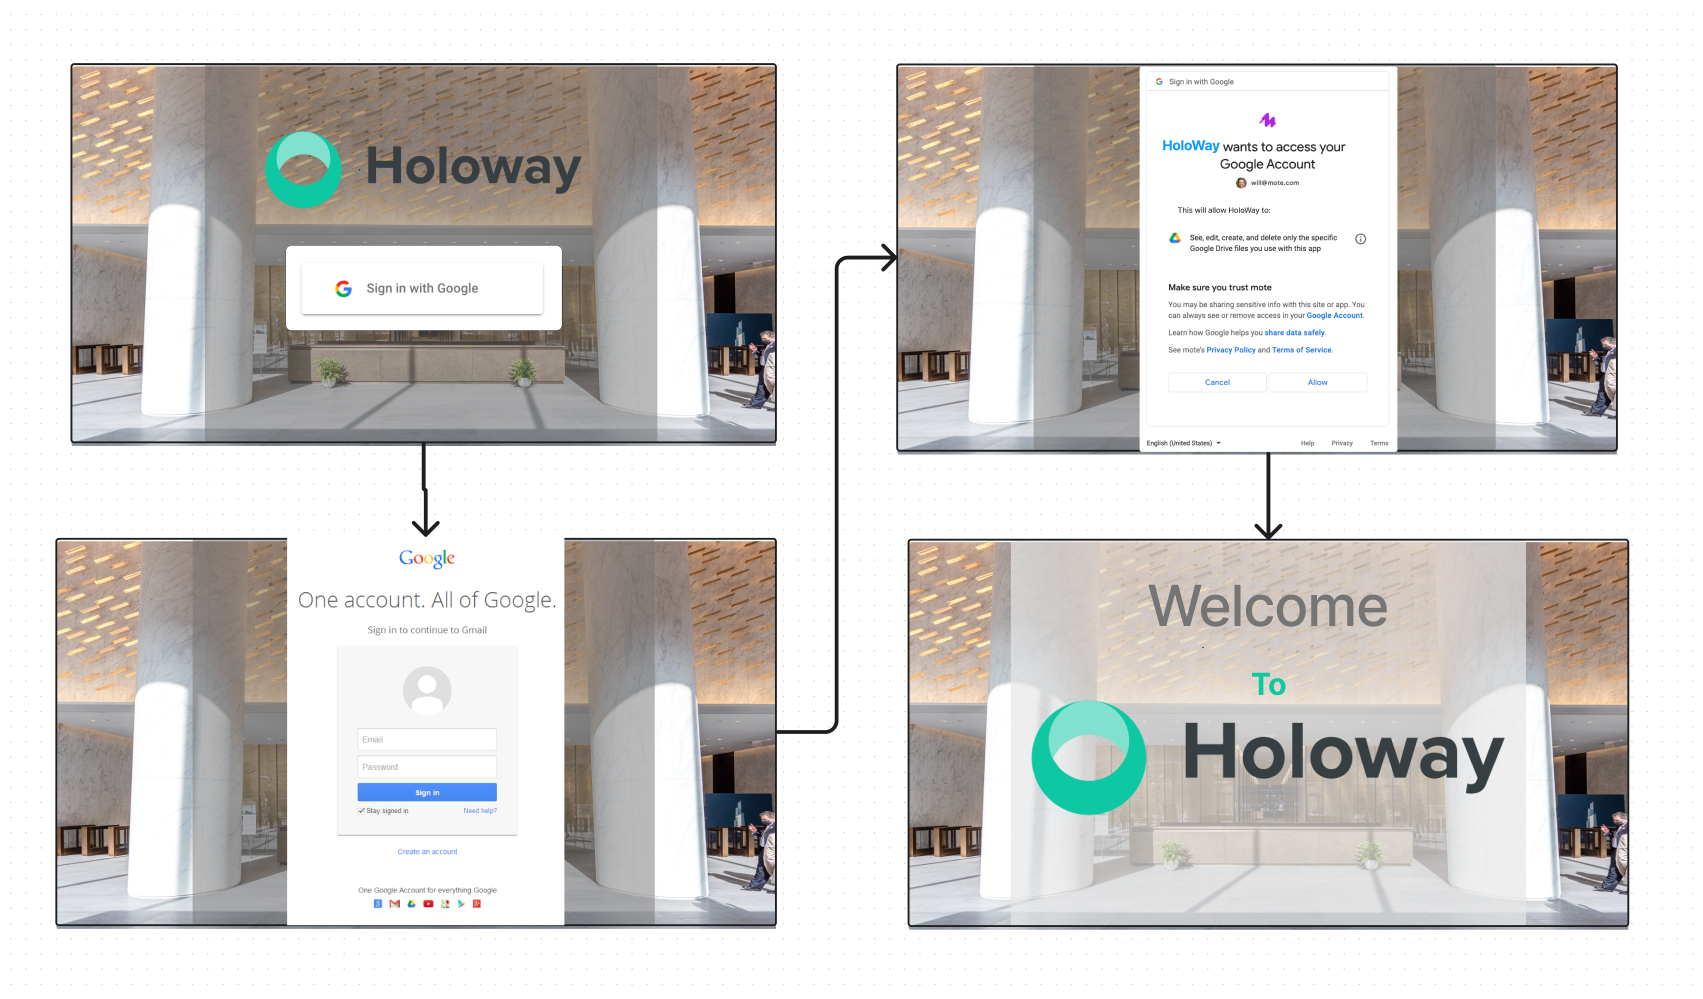 Holoway
Sign in with Google
Google
One account. All of Google.
Sign in to continue to Gmail
Email
Password
Sign in
Stay signed in
Need help?
Create an account
One Google Account for everything Google
Sign in with Google
HoloWay wants to access your
Google Account
will@mote.com
This will allow HoloWay to:
See, edit, create, and delete only the specific
Google Drive files you use with this app
Make sure you trust mote
You may be sharing sensitive info with this site or app. You
can always see or remove access in your Google Account.
Learn how Google helps you share data safely.
See mote's Privacy Policy and Terms of Service.
Cancel
Allow
English (United States)
Help
Privacy
Terms
Welcome
To
Holoway